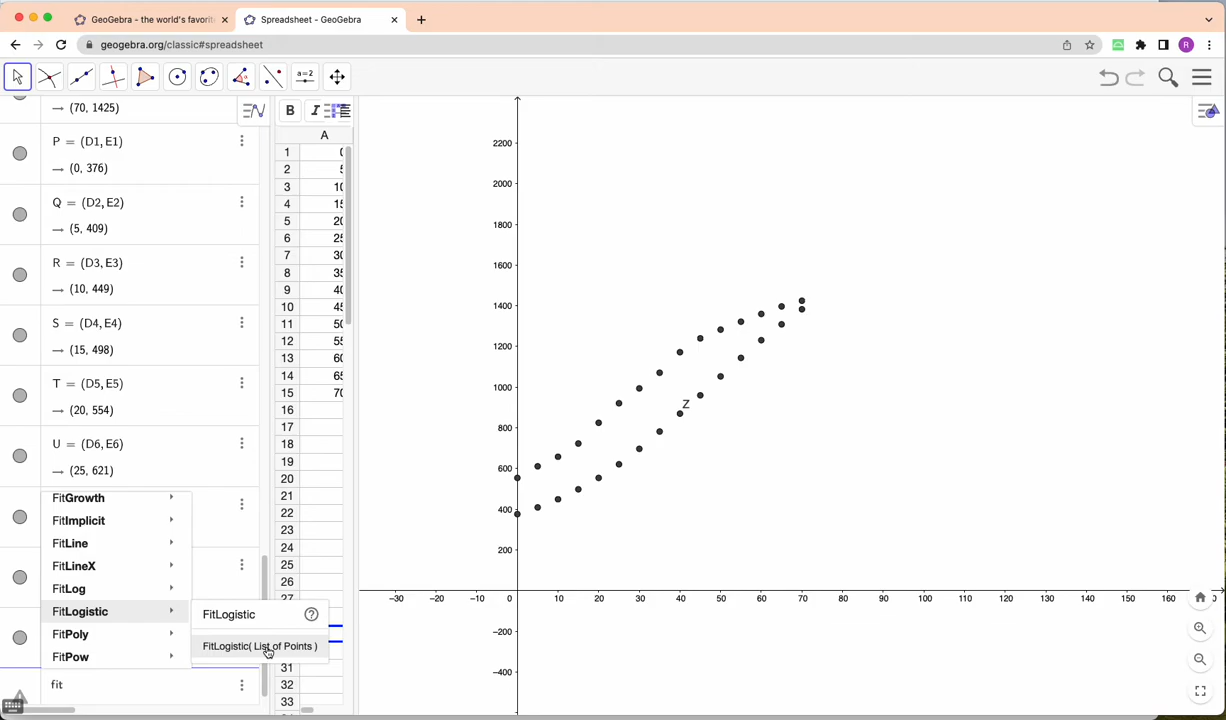 GeoGebra - the world's favorit
Spreadsheet - GeoGebra
geogebra.org/classic#spreadsheet
R
a=2
→ (70, 1425)
P = (D1, E1)
→ (0, 376)
Q = (D2, E2)
→ (5, 409)
R = (D3, E3)
→ (10, 449)
S = (D4, E4)
→ (15, 498)
T = (D5, E5)
→ (20, 554)
U = (D6, E6)
→ (25, 621)
FitGrowth
FitImplicit
FitLine
FitLineX
FitLog
FitLogistic
FitPoly
FitPow
FitLogistic
?
FitLogistic( List of Points )
fit
B
I
A
1
2
3
4
5
6
7
8
9
10
11
12
13
14
15
16
17
18
19
20
21
22
23
24
25
26
27
31
32
33
2200
2000
1800
1600
1400
1200
1000
800
600
400
200
−200
−400
−30
−20
−10
0
10
20
30
40
50
60
70
80
90
100
110
120
130
140
150
160
Z